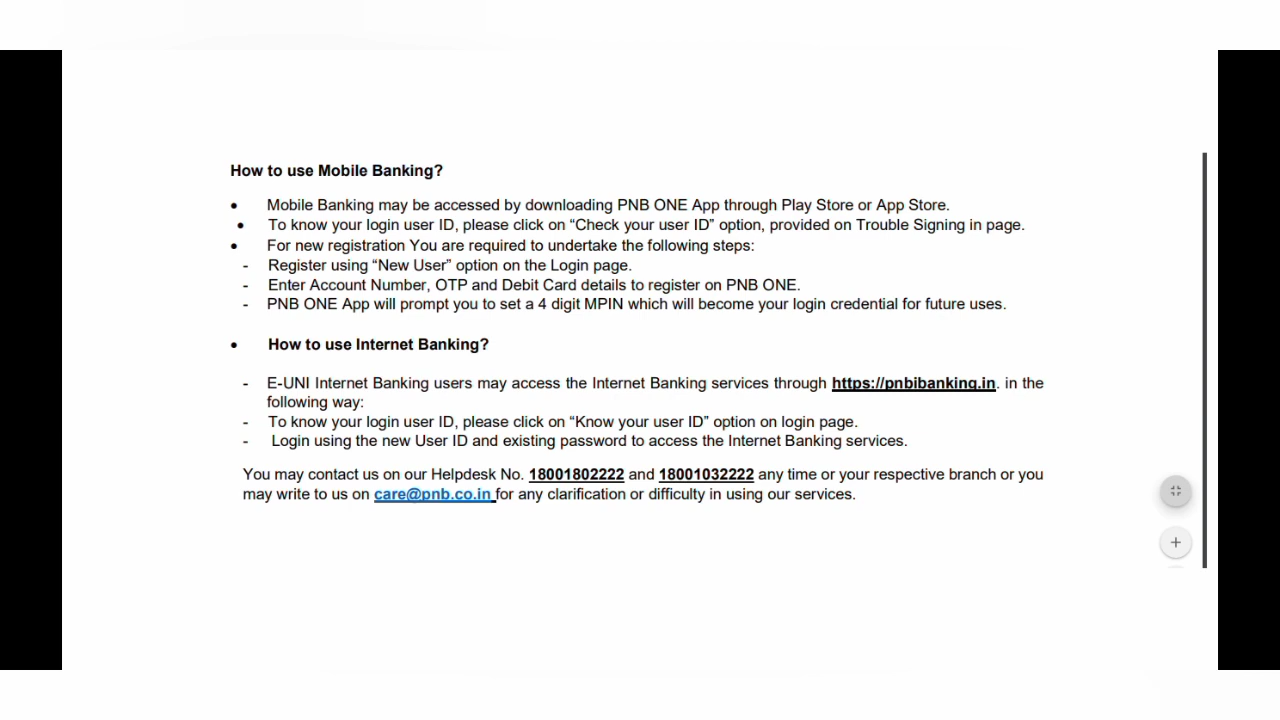 How to use Mobile Banking?
• Mobile Banking may be accessed by downloading PNB ONE App through Play Store or App Store.
• To know your login user ID, please click on “Check your user ID” option, provided on Trouble Signing in page.
• For new registration You are required to undertake the following steps:
- Register using “New User” option on the Login page.
- Enter Account Number, OTP and Debit Card details to register on PNB ONE.
- PNB ONE App will prompt you to set a 4 digit MPIN which will become your login credential for future uses.
• How to use Internet Banking?
- E-UNI Internet Banking users may access the Internet Banking services through https://pnbibanking.in. in the
following way:
- To know your login user ID, please click on “Know your user ID” option on login page.
- Login using the new User ID and existing password to access the Internet Banking services.
You may contact us on our Helpdesk No. 18001802222 and 18001032222 any time or your respective branch or you
may write to us on care@pnb.co.in for any clarification or difficulty in using our services.